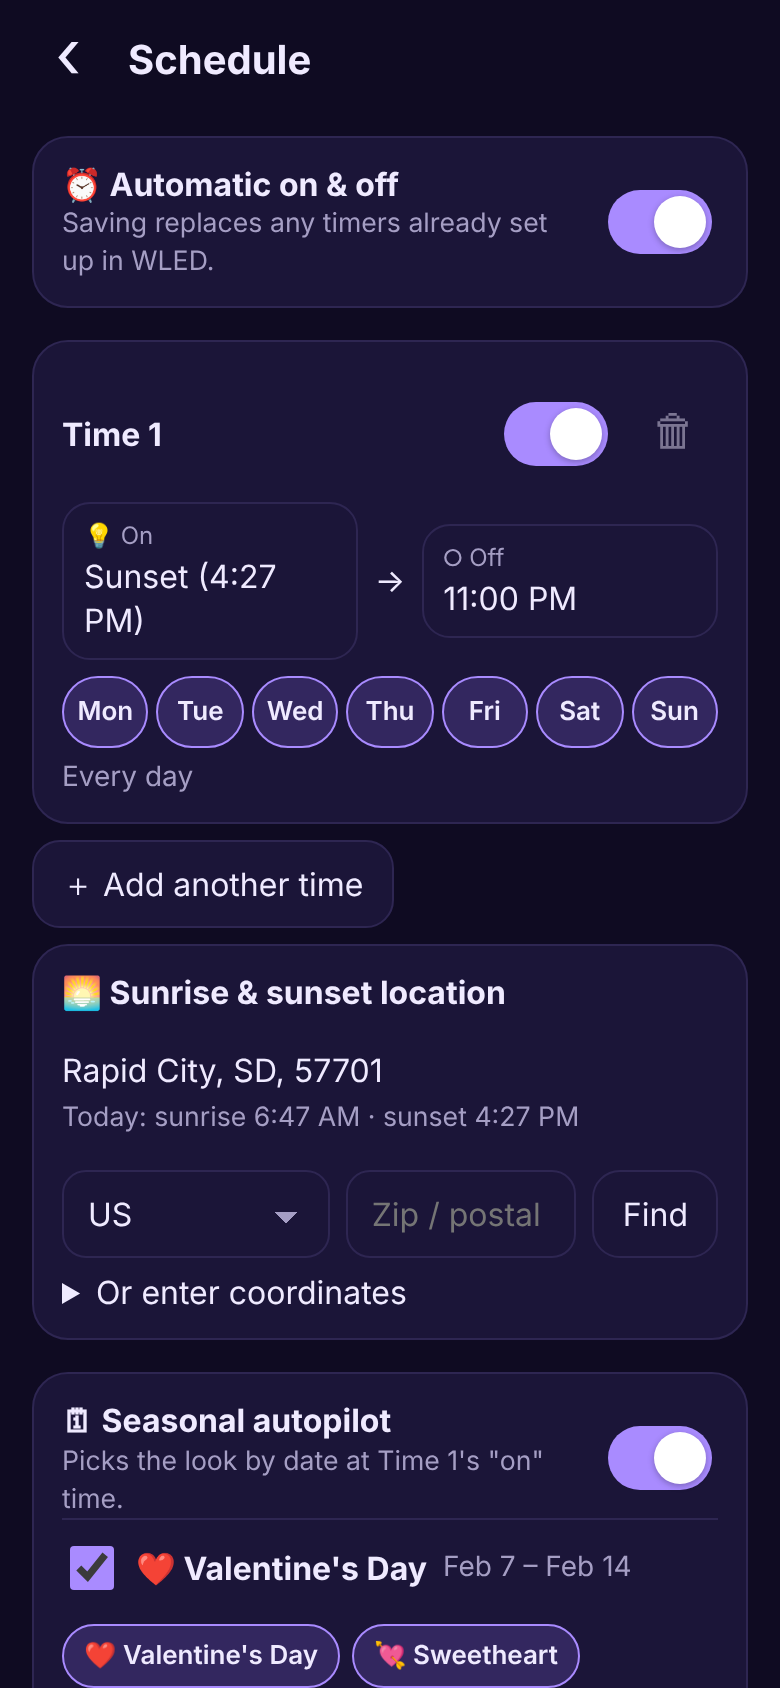 Schedule
⏰ Automatic on & off
Saving replaces any timers already set
up in WLED.
Time 1
💡 On
Sunset (4:27
PM)
→
○ Off
11:00 PM
Mon Tue Wed Thu Fri Sat Sun
Every day
+ Add another time
🌅 Sunrise & sunset location
Rapid City, SD, 57701
Today: sunrise 6:47 AM · sunset 4:27 PM
US Zip / postal Find
▶ Or enter coordinates
🗓 Seasonal autopilot
Picks the look by date at Time 1's "on"
time.
❤️ Valentine's Day Feb 7 – Feb 14
❤️ Valentine's Day 💘 Sweetheart